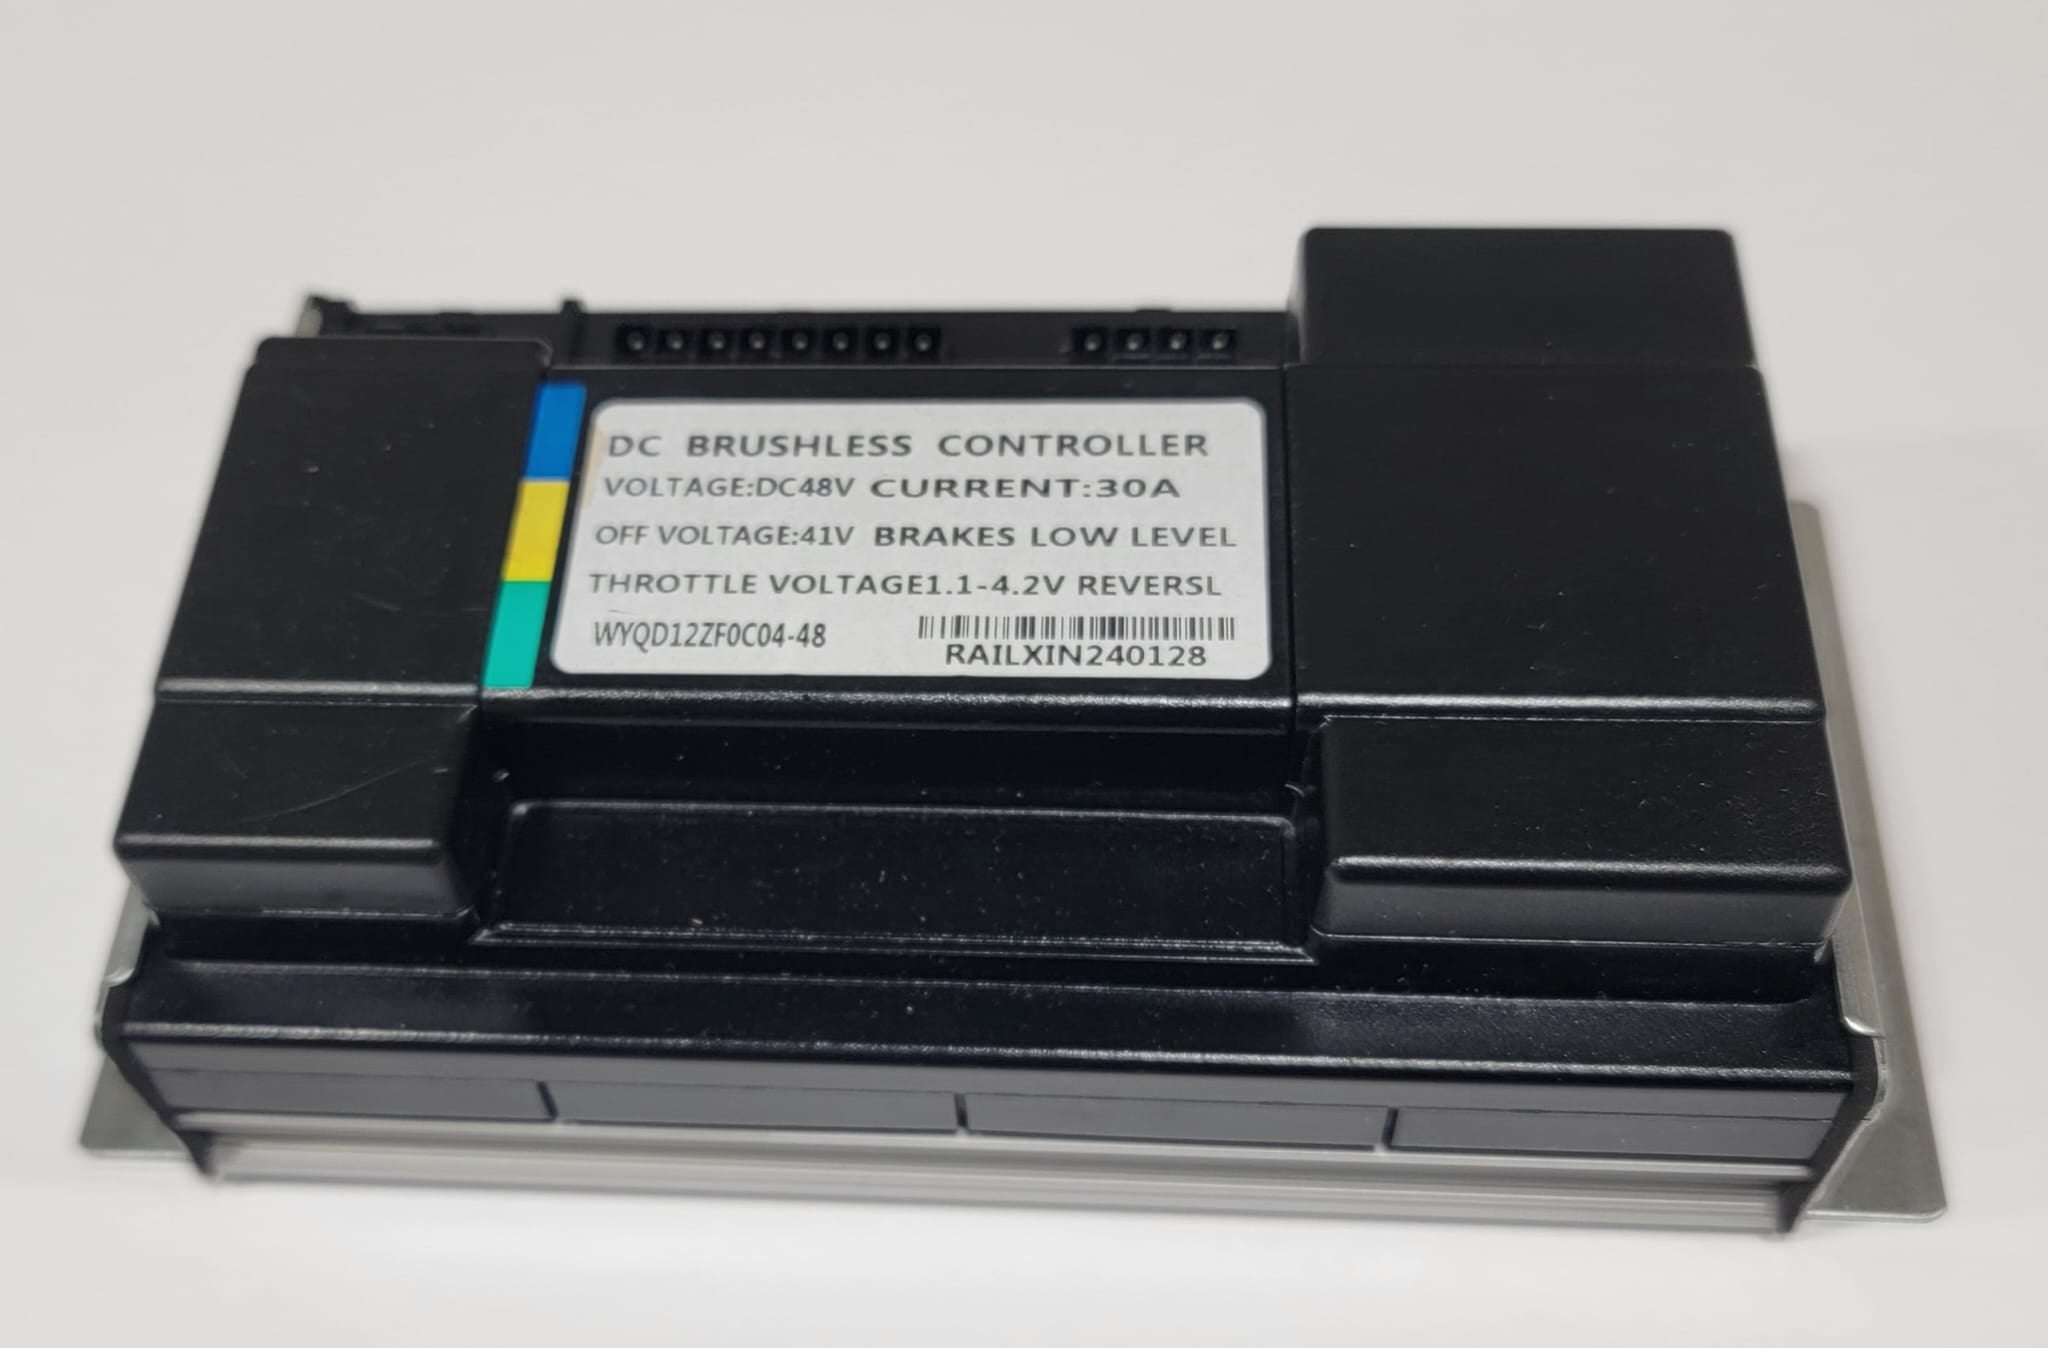 DC BRUSHLESS CONTROLLER
VOLTAGE:DC48V CURRENT:30A
OFF VOLTAGE:41V BRAKES LOW LEVEL
THROTTLE VOLTAGE1.1-4.2V REVERSL
WYQD12ZF0C04-48
RAILXIN240128